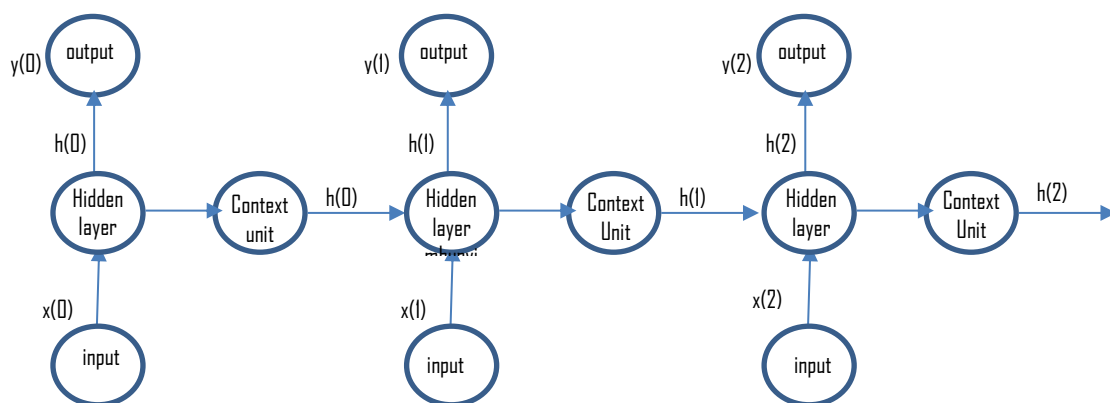 output
output
output
y(0)
y(1)
y(2)
h(0)
h(1)
h(2)
Hidden
layer
Context
unit
h(0)
Hidden
layer
Context
Unit
h(1)
Hidden
layer
Context
Unit
h(2)
x(0)
x(1)
x(2)
input
input
input